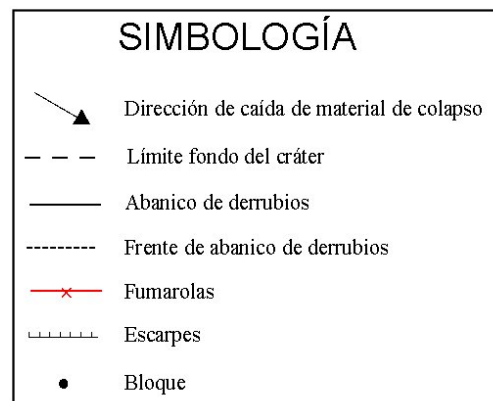 SIMBOLOGÍA
Dirección de caída de material de colapso
Límite fondo del cráter
Abanico de derrubios
Frente de abanico de derrubios
Fumarolas
Escarpes
Bloque